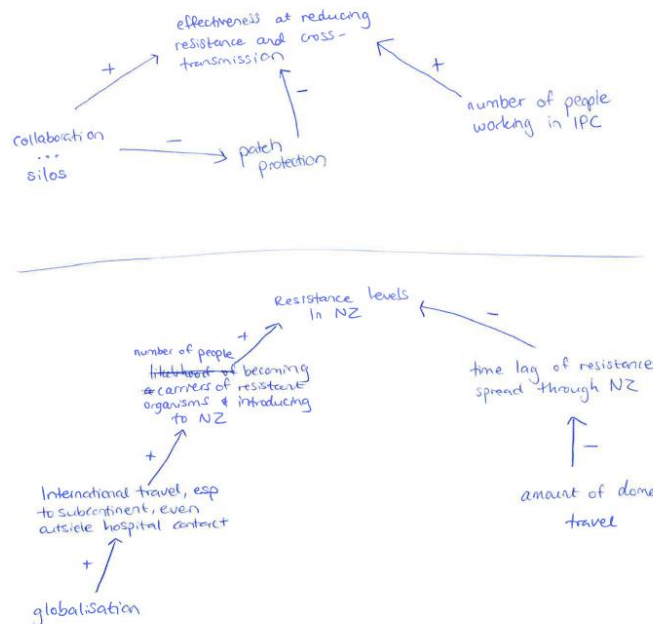 effectiveness at reducing
resistance and cross-
transmission
+
+
number of people
working in IPC
collaboration
...
silos
-
-
patch
protection
Resistance levels
in NZ
+
-
number of people
likelihood of becoming
carriers of resistant
organisms & introducing
to NZ
time lag of resistance
spread through NZ
+
-
International travel, esp
to subcontinent, even
outside hospital contact
amount of dome
travel
+
globalisation